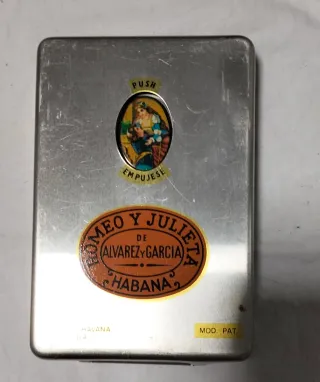 PUSH
EMPUJESE
ROMEO Y JULIETA
DE
ALVAREZ Y GARCIA
HABANA
HABANA
MOD. PAT.